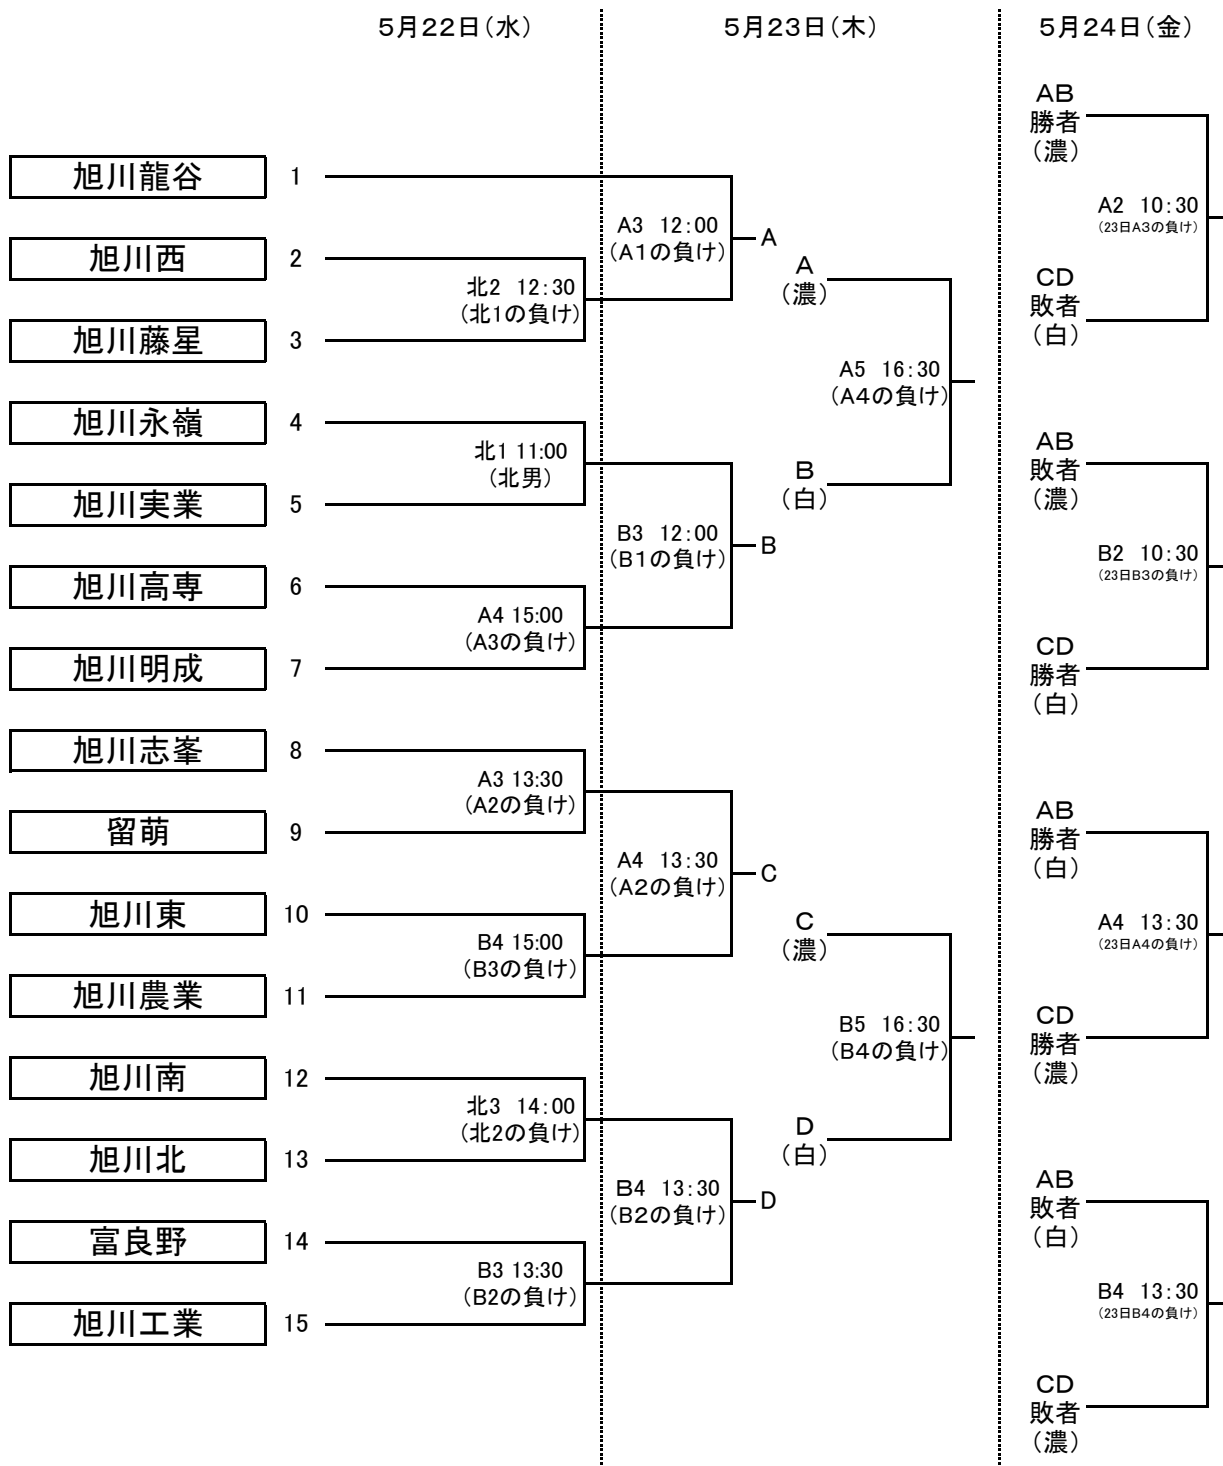 5月22日(水)
5月23日(木)
5月24日(金)
旭川龍谷 1
旭川西 2
旭川藤星 3
旭川永嶺 4
旭川実業 5
旭川高専 6
旭川明成 7
旭川志峯 8
留萌 9
旭川東 10
旭川農業 11
旭川南 12
旭川北 13
富良野 14
旭川工業 15
北2 12:30
(北1の負け)
北1 11:00
(北男)
A4 15:00
(A3の負け)
A3 13:30
(A2の負け)
B4 15:00
(B3の負け)
北3 14:00
(北2の負け)
B3 13:30
(B2の負け)
A3 12:00
(A1の負け)
A
B3 12:00
(B1の負け)
B
A4 13:30
(A2の負け)
C
B4 13:30
(B2の負け)
D
A
(濃)
A5 16:30
(A4の負け)
B
(白)
C
(濃)
B5 16:30
(B4の負け)
D
(白)
AB
勝者
(濃)
A2 10:30
(23日A3の負け)
CD
敗者
(白)
AB
敗者
(濃)
B2 10:30
(23日B3の負け)
CD
勝者
(白)
AB
勝者
(白)
A4 13:30
(23日A4の負け)
CD
勝者
(濃)
AB
敗者
(白)
B4 13:30
(23日B4の負け)
CD
敗者
(濃)